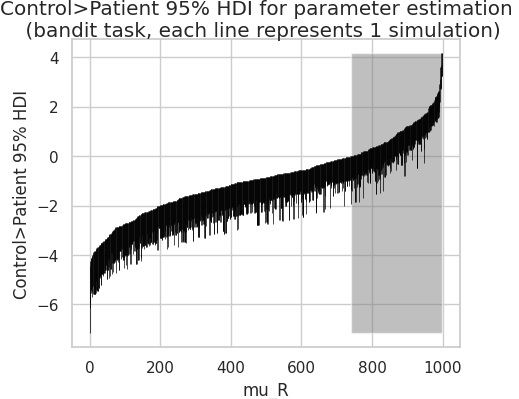 Control>Patient 95% HDI for parameter estimation
(bandit task, each line represents 1 simulation)
Control>Patient 95% HDI
4
2
0
−2
−4
−6
0 200 400 600 800 1000
mu_R